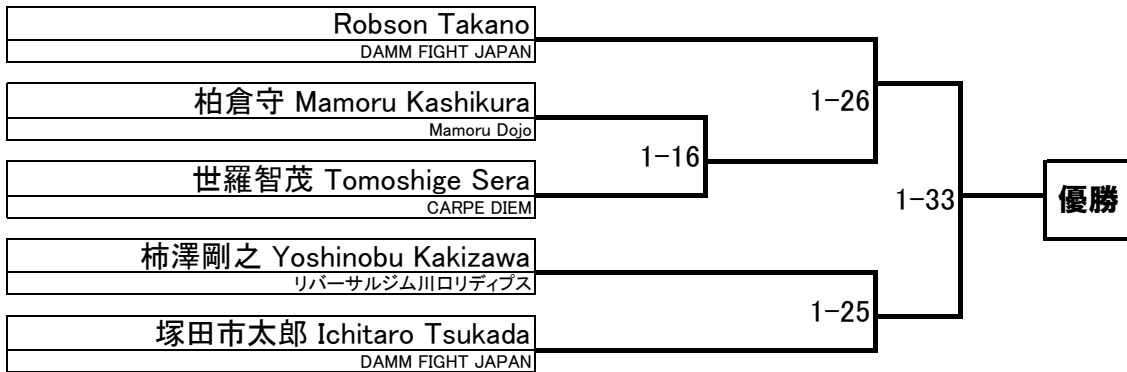 Robson Takano
DAMM FIGHT JAPAN
柏倉守 Mamoru Kashikura
Mamoru Dojo
世羅智茂 Tomoshige Sera
CARPE DIEM
柿澤剛之 Yoshinobu Kakizawa
リバーサルジム川口リディプス
塚田市太郎 Ichitaro Tsukada
DAMM FIGHT JAPAN
1-16
1-26
1-25
1-33
優勝